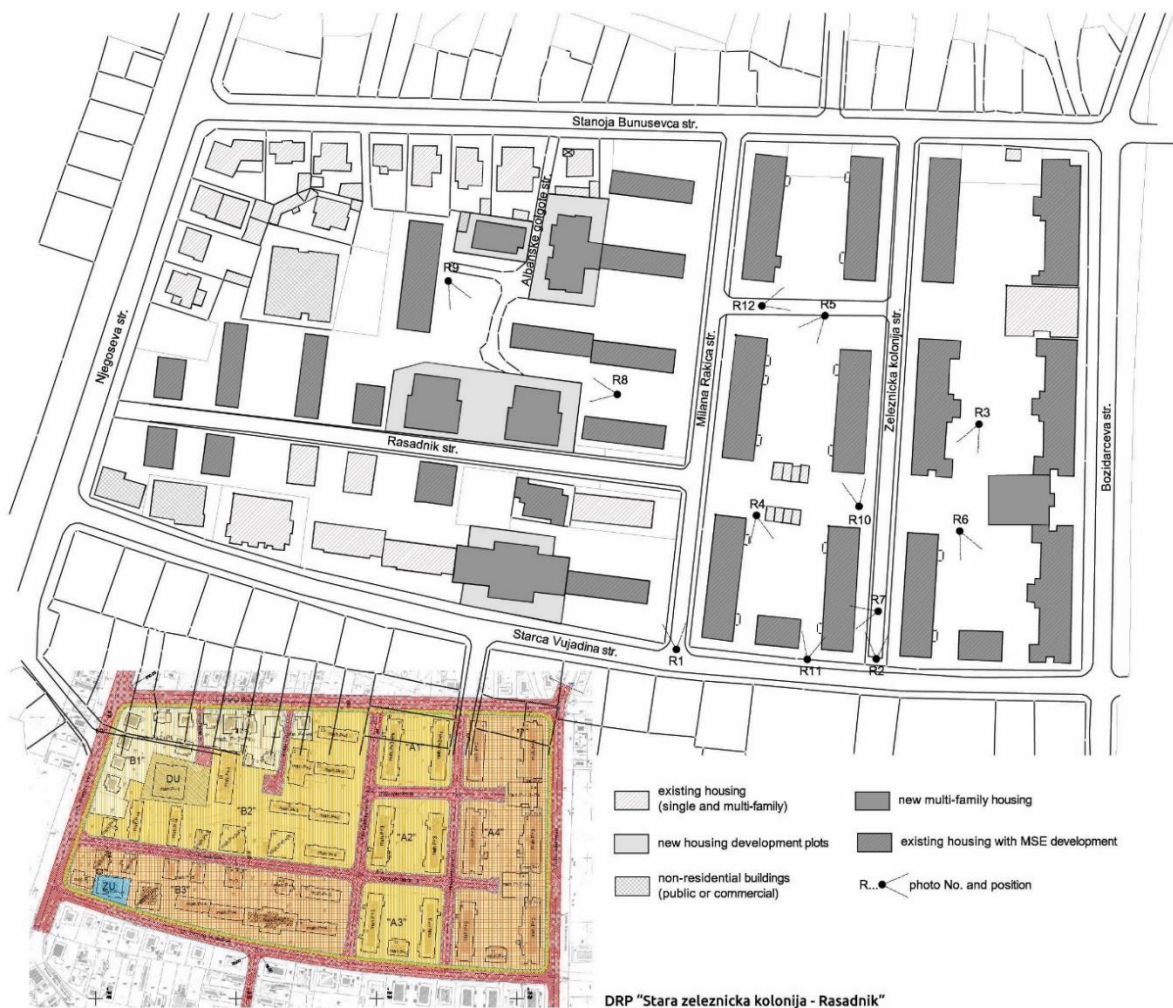 Stanoja Bunusevca str.
Albanske golgote str.
R9
R12
R5
Njegoseva str.
Milana Rakica str.
Zeleznicka kolonija str.
R8
R3
Bozidarceva str.
Rasadnik str.
R4
R10
R6
R7
Starca Vujadina str.
R1
R11
R2
"A1"
"B1"
DU
"B2"
"A2"
"A4"
ZU
"B3"
"A3"
existing housing
(single and multi-family)
new housing development plots
non-residential buildings
(public or commercial)
new multi-family housing
existing housing with MSE development
R... photo No. and position
DRP "Stara zeleznicka kolonija - Rasadnik"